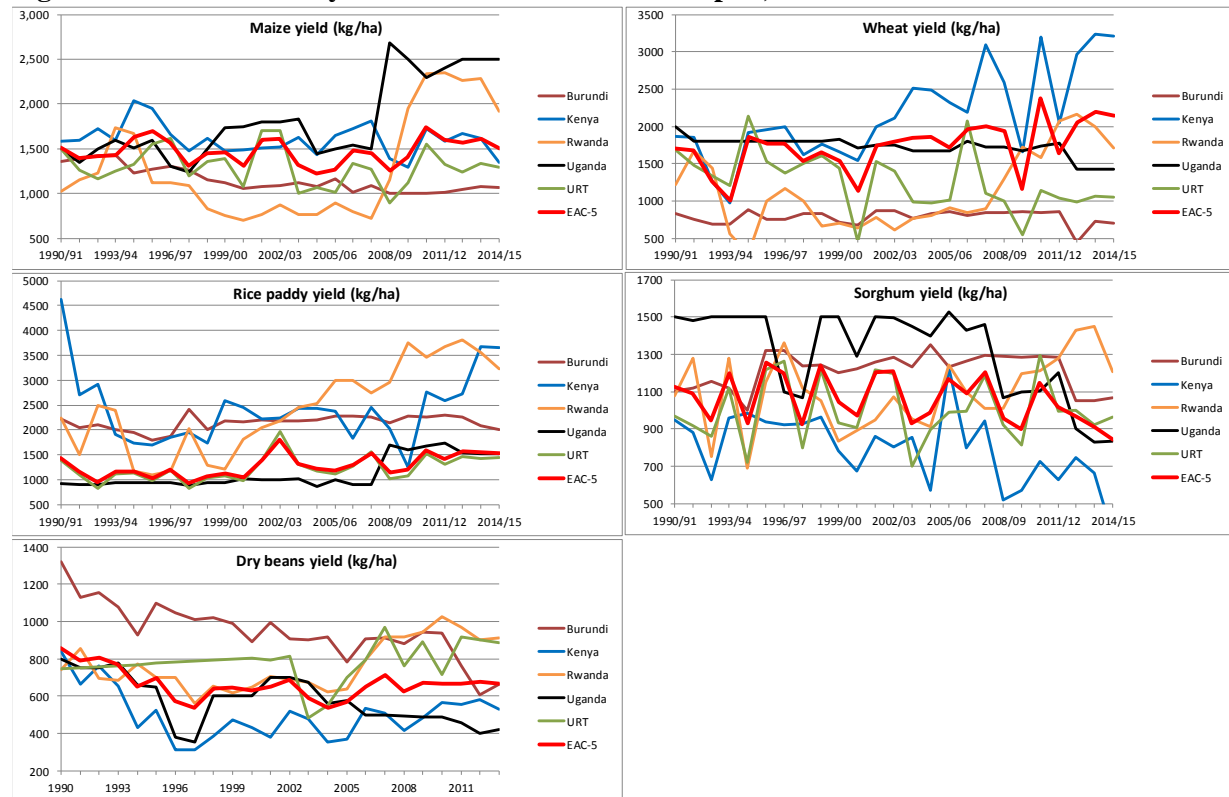 Maize yield (kg/ha)
3,000
2,500
2,000
1,500
1,000
500
1990/91 1993/94 1996/97 1999/00 2002/03 2005/06 2008/09 2011/12 2014/15
Burundi
Kenya
Rwanda
Uganda
URT
EAC-5
Wheat yield (kg/ha)
3500
3000
2500
2000
1500
1000
500
1990/91 1993/94 1996/97 1999/00 2002/03 2005/06 2008/09 2011/12 2014/15
Burundi
Kenya
Rwanda
Uganda
URT
EAC-5
Rice paddy yield (kg/ha)
5000
4500
4000
3500
3000
2500
2000
1500
1000
500
1990/91 1993/94 1996/97 1999/00 2002/03 2005/06 2008/09 2011/12 2014/15
Burundi
Kenya
Rwanda
Uganda
URT
EAC-5
Sorghum yield (kg/ha)
1700
1500
1300
1100
900
700
500
1990/91 1993/94 1996/97 1999/00 2002/03 2005/06 2008/09 2011/12 2014/15
Burundi
Kenya
Rwanda
Uganda
URT
EAC-5
Dry beans yield (kg/ha)
1400
1200
1000
800
600
400
200
1990 1993 1996 1999 2002 2005 2008 2011
Burundi
Kenya
Rwanda
Uganda
URT
EAC-5